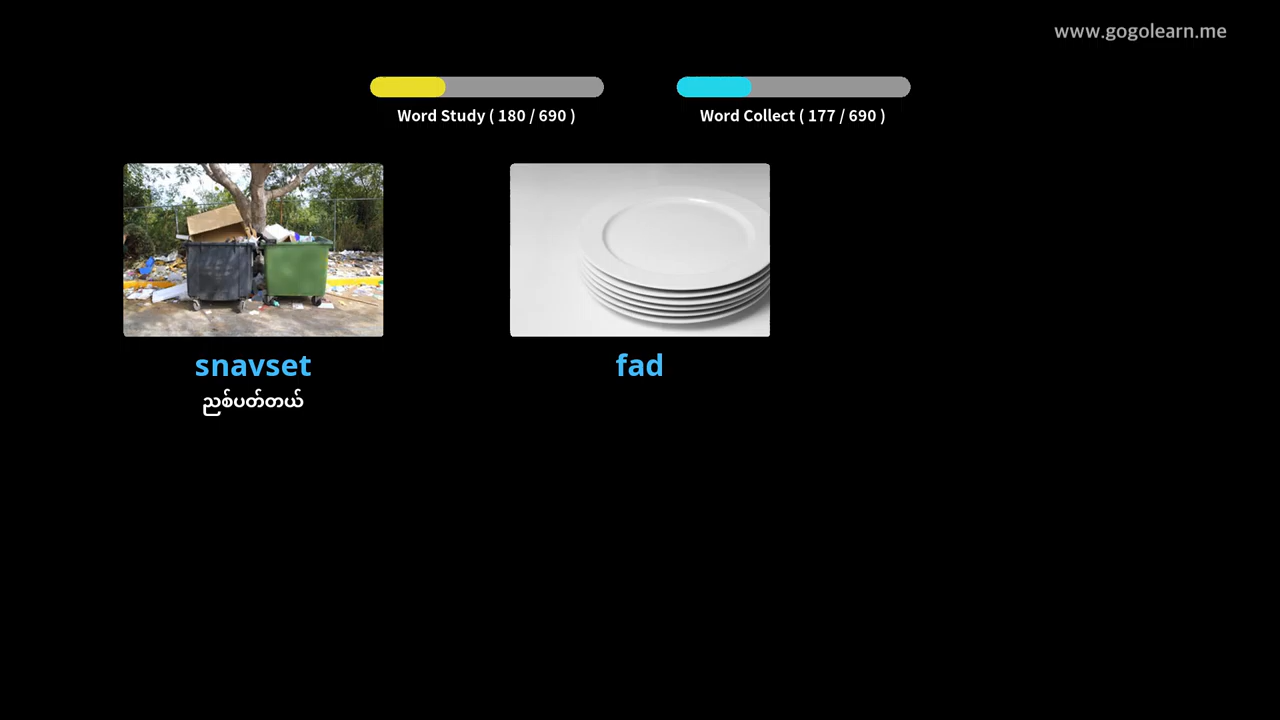 www.gogolearn.me
Word Study ( 180 / 690 )
Word Collect ( 177 / 690 )
snavset
fad
ညစ်ပတ်တယ်